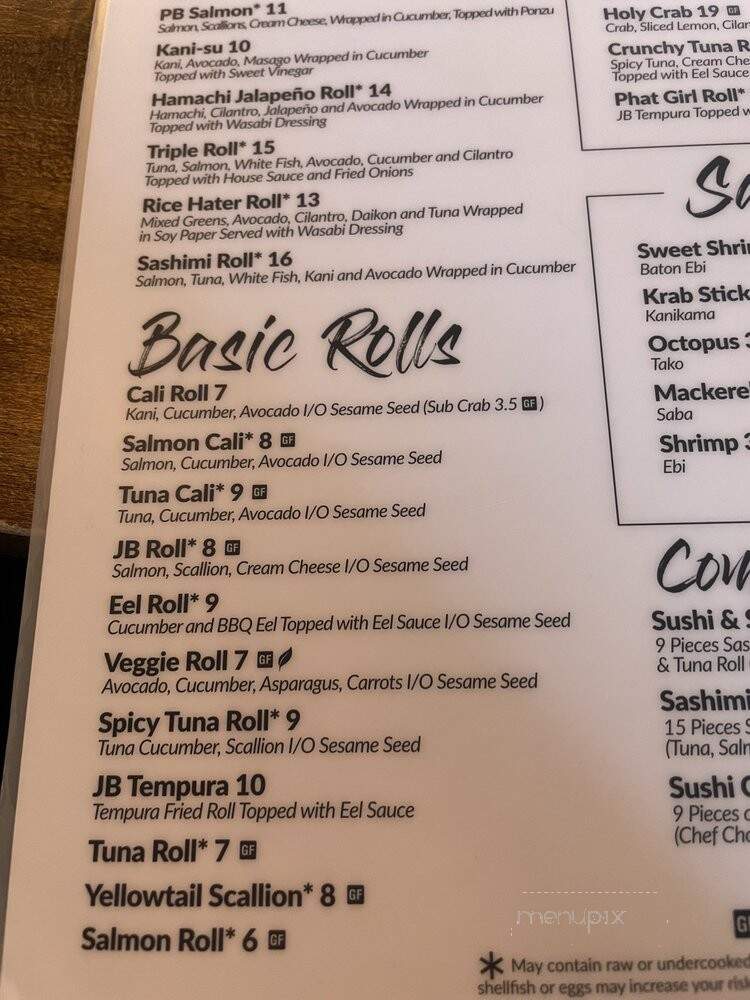 PB Salmon* 11
Salmon, Scallions, Cream Cheese, Wrapped in Cucumber, Topped with Ponzu
Kani-su 10
Kani, Avocado, Masago Wrapped in Cucumber
Topped with Sweet Vinegar
Hamachi Jalapeño Roll* 14
Hamachi, Cilantro, Jalapeño and Avocado Wrapped in Cucumber
Topped with Wasabi Dressing
Triple Roll* 15
Tuna, Salmon, White Fish, Avocado, Cucumber and Cilantro
Topped with House Sauce and Fried Onions
Rice Hater Roll* 13
Mixed Greens, Avocado, Cilantro, Daikon and Tuna Wrapped
in Soy Paper Served with Wasabi Dressing
Sashimi Roll* 16
Salmon, Tuna, White Fish, Kani and Avocado Wrapped in Cucumber
Basic Rolls
Cali Roll 7
Kani, Cucumber, Avocado I/O Sesame Seed (Sub Crab 3.5 GF)
Salmon Cali* 8 GF
Salmon, Cucumber, Avocado I/O Sesame Seed
Tuna Cali* 9 GF
Tuna, Cucumber, Avocado I/O Sesame Seed
JB Roll* 8 GF
Salmon, Scallion, Cream Cheese I/O Sesame Seed
Eel Roll* 9
Cucumber and BBQ Eel Topped with Eel Sauce I/O Sesame Seed
Veggie Roll 7 GF
Avocado, Cucumber, Asparagus, Carrots I/O Sesame Seed
Spicy Tuna Roll* 9
Tuna Cucumber, Scallion I/O Sesame Seed
JB Tempura 10
Tempura Fried Roll Topped with Eel Sauce
Tuna Roll* 7 GF
Yellowtail Scallion* 8 GF
Salmon Roll* 6 GF
Holy Crab 19 GF
Crab, Sliced Lemon,
Crunchy Tuna
Spicy Tuna, Cream
Topped with Eel Sauce
Phat Girl Roll*
JB Tempura Topped
Sweet
Baton Ebi
Krab Stick
Kanikama
Octopus 3
Tako
Saba
Shrimp 3
Ebi
Sushi &
9 Pieces
& Tuna Roll
Sashimi
15 Pieces
(Tuna,
Sushi
9 Pieces
(Chef
GF
menupix
* May contain raw or undercooked
shellfish or eggs may increase your